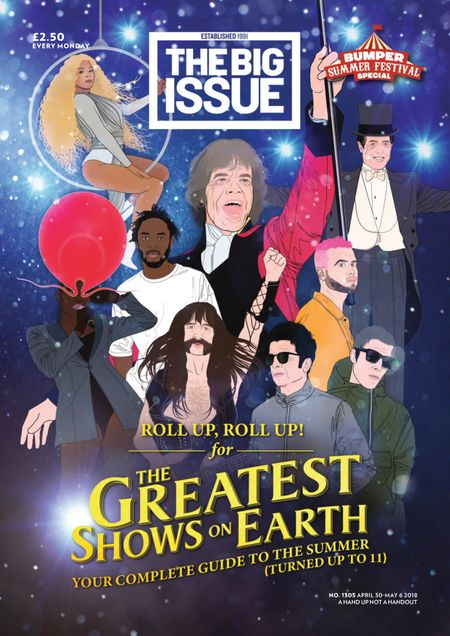 £2.50
EVERY MONDAY
ESTABLISHED 1991
THE BIG
ISSUE
BUMPER
SUMMER FESTIVAL
SPECIAL
ROLL UP, ROLL UP!
for
THE
GREATEST
SHOWS ON EARTH
YOUR COMPLETE GUIDE TO THE SUMMER
(TURNED UP TO 11)
NO. 1305 APRIL 30-MAY 6 2018
A HAND UP NOT A HANDOUT